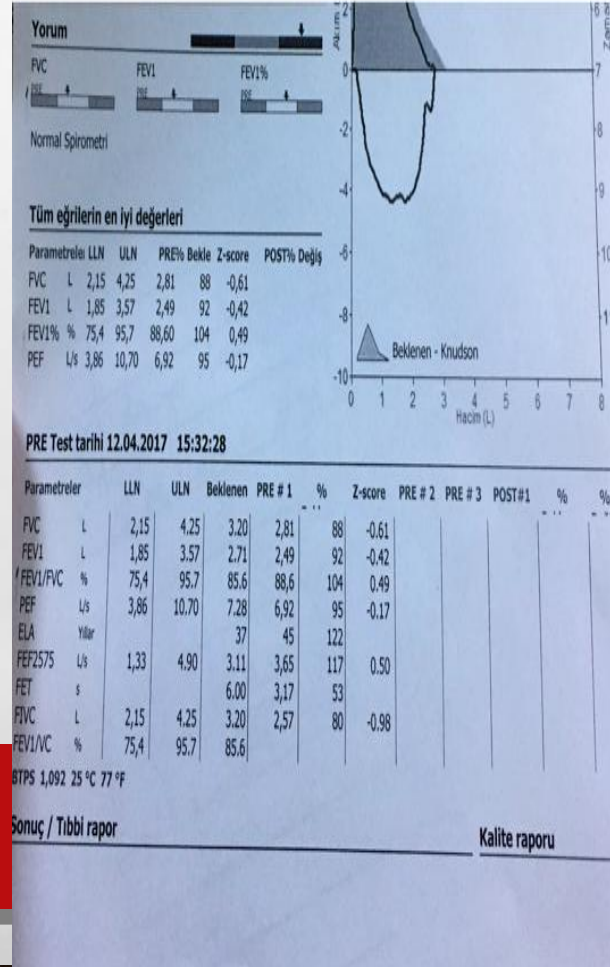 Yorum
FVC FEV1 FEV1%
PRE PRE PRE
Normal Spirometri
Tüm eğrilerin en iyi değerleri
Parametreler LLN ULN PRE% Bekle Z-score POST% Değiş
FVC L 2,15 4,25 2,81 88 -0,61
FEV1 L 1,85 3,57 2,49 92 -0,42
FEV1% % 75,4 95,7 88,60 104 0,49
PEF L/s 3,86 10,70 6,92 95 -0,17
2
0
-2
-4
-6
-8
-10
7
8
9
Beklenen - Knudson
0 1 2 3 4 5 6 7 8
Hacim (L)
PRE Test tarihi 12.04.2017 15:32:28
Parametreler LLN ULN Beklenen PRE # 1 % Z-score PRE # 2 PRE # 3 POST#1 % %
FVC L 2,15 4.25 3.20 2,81 88 -0.61
FEV1 L 1,85 3.57 2.71 2,49 92 -0.42
FEV1/FVC % 75,4 95.7 85.6 88,6 104 0.49
PEF L/s 3,86 10.70 7.28 6,92 95 -0.17
ELA Yıllar 37 45 122
FEF2575 L/s 1,33 4.90 3.11 3,65 117 0.50
FET s 6.00 3,17 53
FIVC L 2,15 4.25 3.20 2,57 80 -0.98
FEV1/VC % 75,4 95.7 85.6
BTPS 1,092 25 °C 77 °F
Sonuç / Tıbbi rapor
Kalite raporu